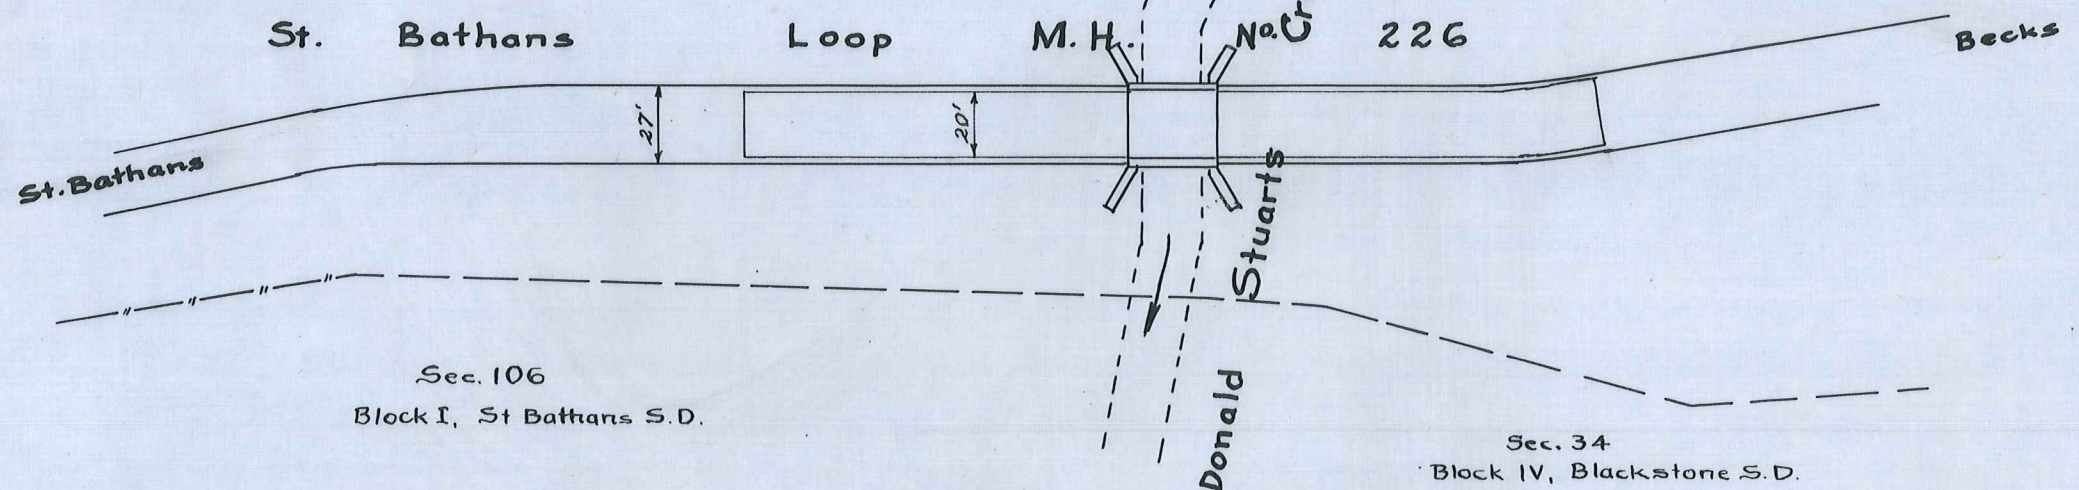 St. Bathans Loop M.H. No. 226
Becks
27'
20'
St. Bathans
Donald Stuarts Cr
Sec. 106
Block I, St Bathans S.D.
Sec. 34
Block IV, Blackstone S.D.